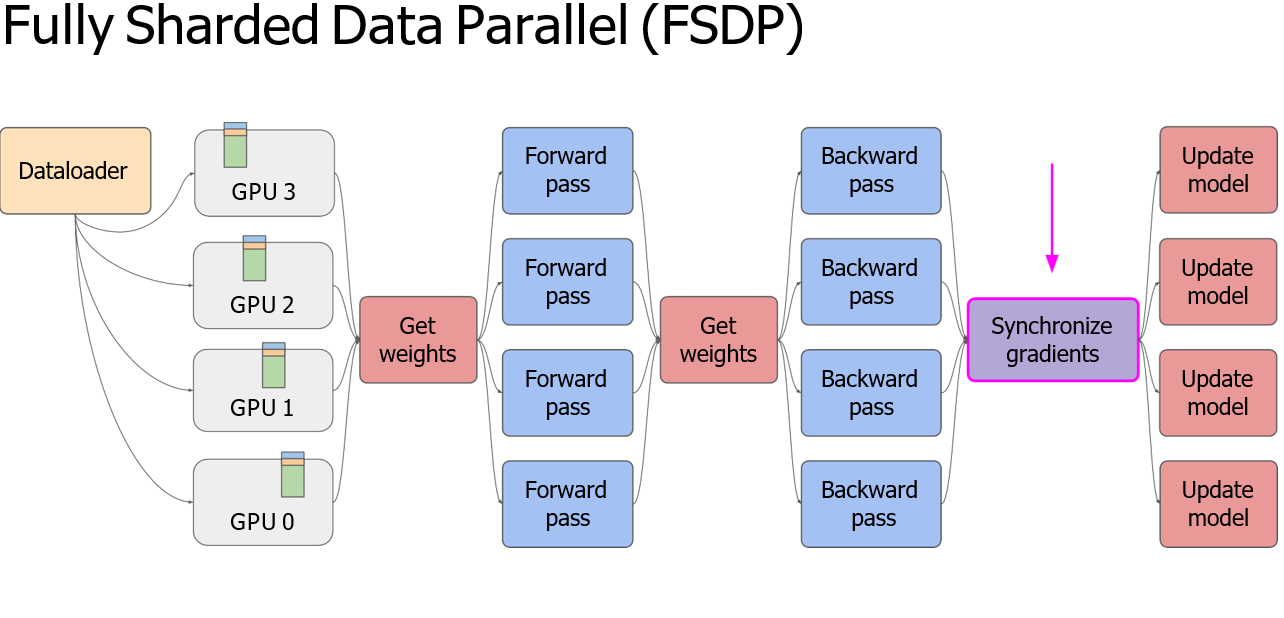 Fully Sharded Data Parallel (FSDP)
Dataloader
GPU 3
GPU 2
GPU 1
GPU 0
Get
weights
Forward
pass
Forward
pass
Forward
pass
Forward
pass
Get
weights
Backward
pass
Backward
pass
Backward
pass
Backward
pass
Synchronize
gradients
Update
model
Update
model
Update
model
Update
model